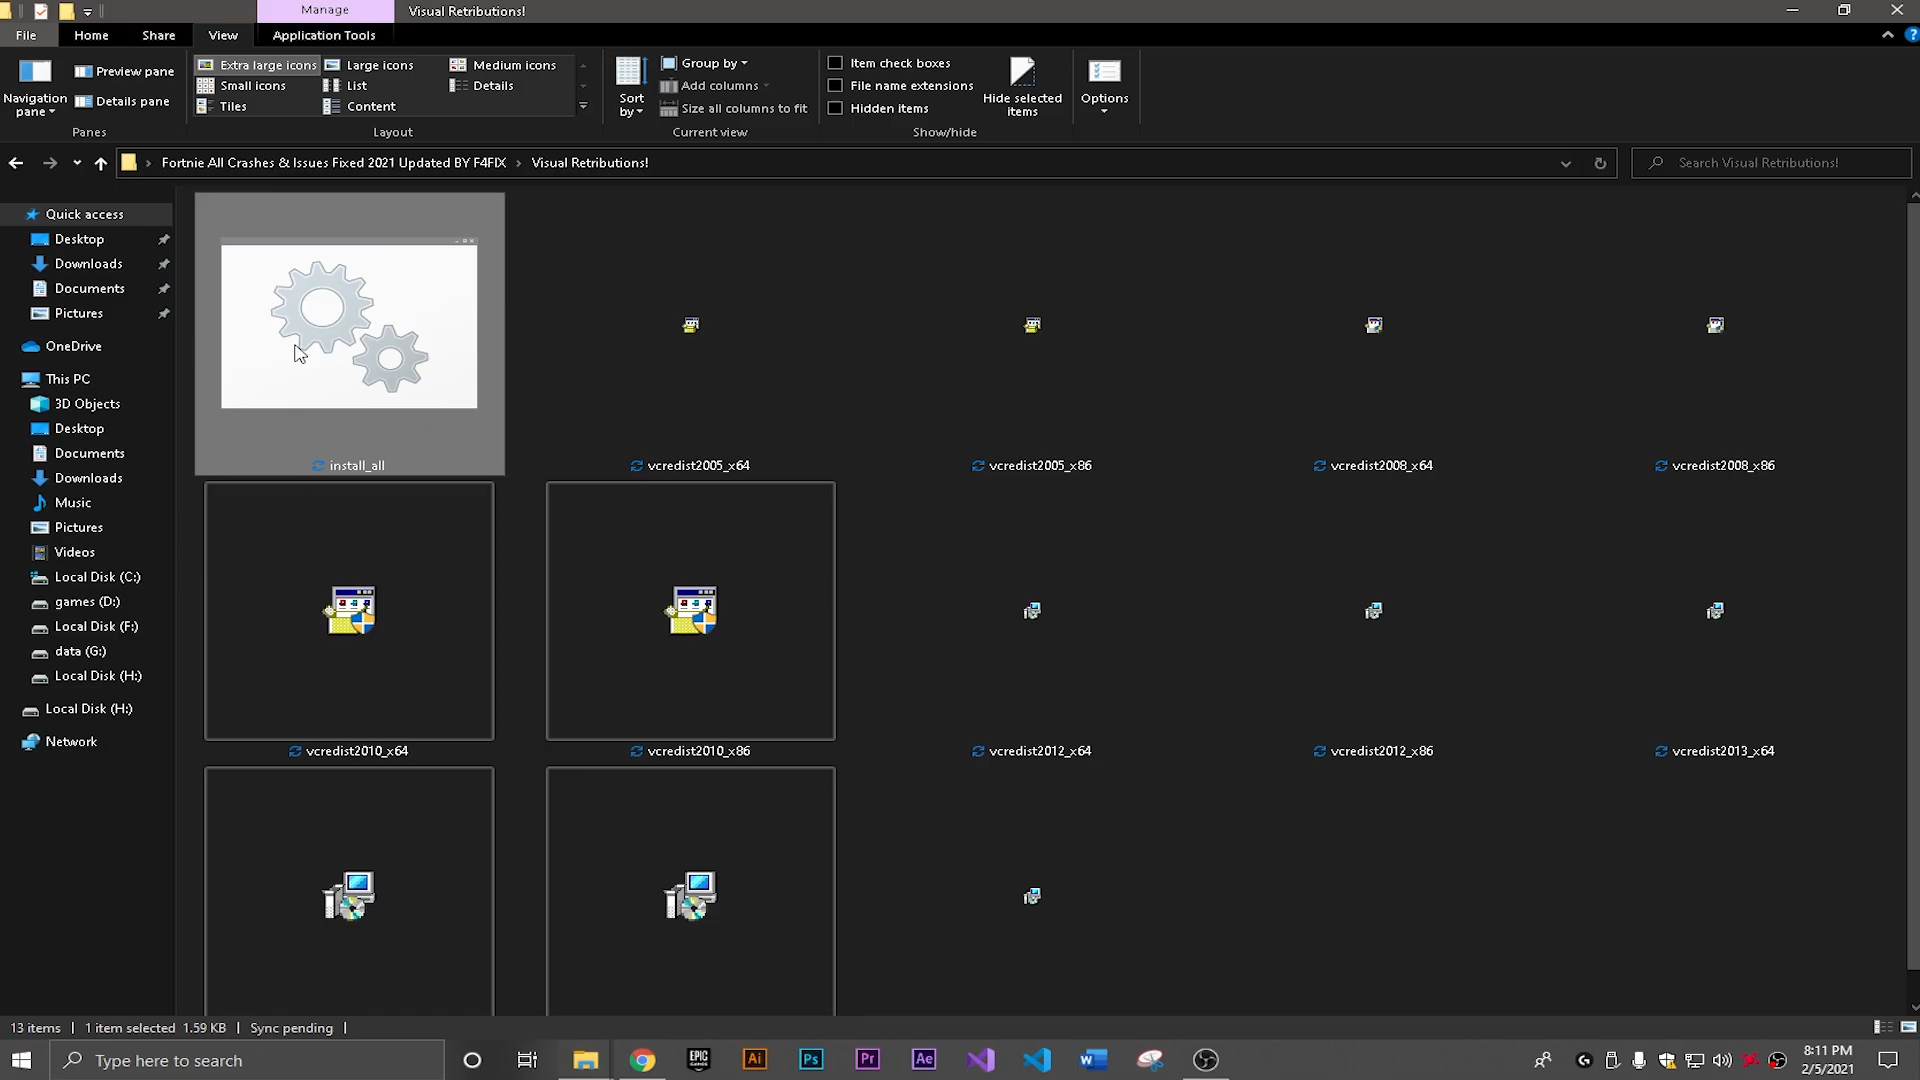 Manage
Visual Retributions!
File
Home
Share
View
Application Tools
Navigation pane
Preview pane
Details pane
Panes
Extra large icons
Large icons
Medium icons
Small icons
List
Details
Tiles
Content
Layout
Sort by
Group by
Add columns
Size all columns to fit
Current view
Item check boxes
File name extensions
Hidden items
Hide selected items
Show/hide
Options
Fortnie All Crashes & Issues Fixed 2021 Updated BY F4FIX
Visual Retributions!
Search Visual Retributions!
Quick access
Desktop
Downloads
Documents
Pictures
OneDrive
This PC
3D Objects
Desktop
Documents
Downloads
Music
Pictures
Videos
Local Disk (C:)
games (D:)
Local Disk (F:)
data (G:)
Local Disk (H:)
Local Disk (H:)
Network
install_all
vcredist2005_x64
vcredist2005_x86
vcredist2008_x64
vcredist2008_x86
vcredist2010_x64
vcredist2010_x86
vcredist2012_x64
vcredist2012_x86
vcredist2013_x64
13 items
1 item selected 1.59 KB
Sync pending
Type here to search
EPIC GAMES
Ai
Ps
Pr
Ae
8:11 PM
2/5/2021